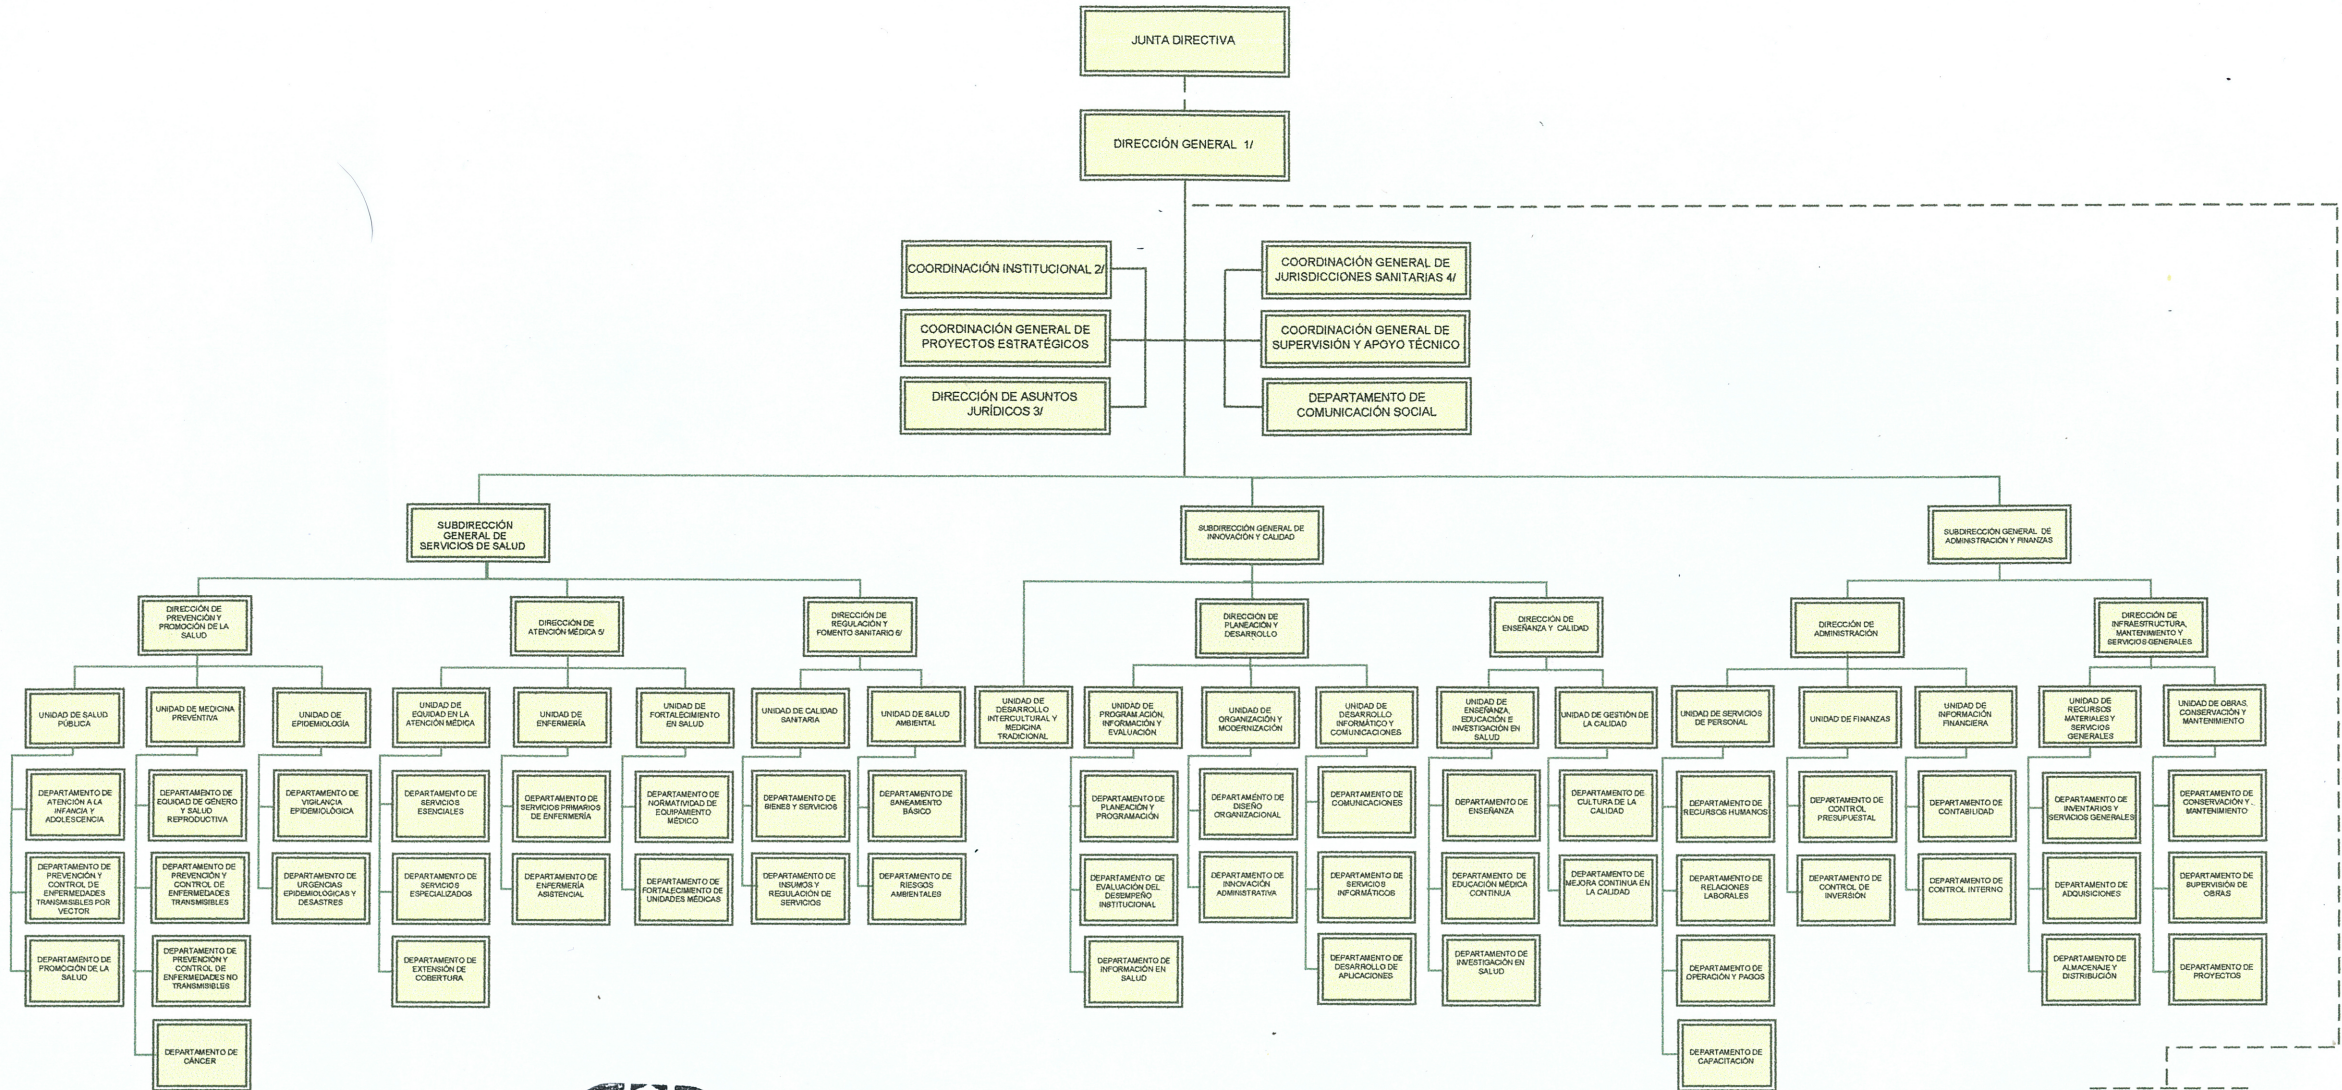 JUNTA DIRECTIVA
DIRECCIÓN GENERAL 1/
COORDINACIÓN INSTITUCIONAL 2/
COORDINACIÓN GENERAL DE
JURISDICCIONES SANITARIAS 4/
COORDINACIÓN GENERAL DE
PROYECTOS ESTRATÉGICOS
COORDINACIÓN GENERAL DE
SUPERVISIÓN Y APOYO TÉCNICO
DIRECCIÓN DE ASUNTOS
JURÍDICOS 3/
DEPARTAMENTO DE
COMUNICACIÓN SOCIAL
SUBDIRECCIÓN
GENERAL DE
SERVICIOS DE SALUD
SUBDIRECCIÓN GENERAL DE
INNOVACIÓN Y CALIDAD
SUBDIRECCIÓN GENERAL DE
ADMINISTRACIÓN Y FINANZAS
DIRECCIÓN DE
PREVENCIÓN Y
PROMOCIÓN DE LA
SALUD
DIRECCIÓN DE
ATENCIÓN MÉDICA 5/
DIRECCIÓN DE
REGULACIÓN Y
FOMENTO SANITARIO 6/
DIRECCIÓN DE
PLANEACIÓN Y
DESARROLLO
DIRECCIÓN DE
ENSEÑANZA Y CALIDAD
DIRECCIÓN DE
ADMINISTRACIÓN
DIRECCIÓN DE
INFRAESTRUCTURA,
MANTENIMIENTO Y
SERVICIOS GENERALES
UNIDAD DE SALUD
PÚBLICA
UNIDAD DE MEDICINA
PREVENTIVA
UNIDAD DE
EPIDEMIOLOGÍA
UNIDAD DE
EQUIDAD EN LA
ATENCIÓN MÉDICA
UNIDAD DE
ENFERMERÍA
UNIDAD DE
FORTALECIMIENTO
EN SALUD
UNIDAD DE CALIDAD
SANITARIA
UNIDAD DE SALUD
AMBIENTAL
UNIDAD DE
DESARROLLO
INTERCULTURAL Y
MEDICINA
TRADICIONAL
UNIDAD DE
PROGRAMACIÓN,
INFORMACIÓN Y
EVALUACIÓN
UNIDAD DE
ORGANIZACIÓN Y
MODERNIZACIÓN
UNIDAD DE
DESARROLLO
INFORMÁTICO Y
COMUNICACIONES
UNIDAD DE
ENSEÑANZA,
EDUCACIÓN E
INVESTIGACIÓN EN
SALUD
UNIDAD DE GESTIÓN DE
LA CALIDAD
UNIDAD DE SERVICIOS
DE PERSONAL
UNIDAD DE FINANZAS
UNIDAD DE
INFORMACIÓN
FINANCIERA
UNIDAD DE
RECURSOS
MATERIALES Y
SERVICIOS
GENERALES
UNIDAD DE OBRAS,
CONSERVACIÓN Y
MANTENIMIENTO
DEPARTAMENTO DE
ATENCIÓN A LA
INFANCIA Y
ADOLESCENCIA
DEPARTAMENTO DE
EQUIDAD DE GÉNERO
Y SALUD
REPRODUCTIVA
DEPARTAMENTO DE
VIGILANCIA
EPIDEMIOLÓGICA
DEPARTAMENTO DE
SERVICIOS
ESENCIALES
DEPARTAMENTO DE
SERVICIOS PRIMARIOS
DE ENFERMERÍA
DEPARTAMENTO DE
NORMATIVIDAD DE
EQUIPAMIENTO
MÉDICO
DEPARTAMENTO DE
BIENES Y SERVICIOS
DEPARTAMENTO DE
SANEAMIENTO
BÁSICO
DEPARTAMENTO DE
PLANEACIÓN Y
PROGRAMACIÓN
DEPARTAMENTO DE
DISEÑO
ORGANIZACIONAL
DEPARTAMENTO DE
COMUNICACIONES
DEPARTAMENTO DE
ENSEÑANZA
DEPARTAMENTO DE
CULTURA DE LA
CALIDAD
DEPARTAMENTO DE
RECURSOS HUMANOS
DEPARTAMENTO DE
CONTROL
PRESUPUESTAL
DEPARTAMENTO DE
CONTABILIDAD
DEPARTAMENTO DE
INVENTARIOS Y
SERVICIOS GENERALES
DEPARTAMENTO DE
CONSERVACIÓN Y
MANTENIMIENTO
DEPARTAMENTO DE
PREVENCIÓN Y
CONTROL DE
ENFERMEDADES
TRANSMISIBLES POR
VECTOR
DEPARTAMENTO DE
PREVENCIÓN Y
CONTROL DE
ENFERMEDADES
TRANSMISIBLES
DEPARTAMENTO DE
URGENCIAS
EPIDEMIOLÓGICAS Y
DESASTRES
DEPARTAMENTO DE
SERVICIOS
ESPECIALIZADOS
DEPARTAMENTO DE
ENFERMERÍA
ASISTENCIAL
DEPARTAMENTO DE
FORTALECIMIENTO DE
UNIDADES MÉDICAS
DEPARTAMENTO DE
INSUMOS Y
REGULACIÓN DE
SERVICIOS
DEPARTAMENTO DE
RIESGOS
AMBIENTALES
DEPARTAMENTO DE
EVALUACIÓN DEL
DESEMPEÑO
INSTITUCIONAL
DEPARTAMENTO DE
INNOVACIÓN
ADMINISTRATIVA
DEPARTAMENTO DE
SERVICIOS
INFORMÁTICOS
DEPARTAMENTO DE
EDUCACIÓN MÉDICA
CONTINUA
DEPARTAMENTO DE
MEJORA CONTINUA EN
LA CALIDAD
DEPARTAMENTO DE
RELACIONES
LABORALES
DEPARTAMENTO DE
CONTROL DE
INVERSIÓN
DEPARTAMENTO DE
CONTROL INTERNO
DEPARTAMENTO DE
ADQUISICIONES
DEPARTAMENTO DE
SUPERVISIÓN DE
OBRAS
DEPARTAMENTO DE
PROMOCIÓN DE LA
SALUD
DEPARTAMENTO DE
PREVENCIÓN Y
CONTROL DE
ENFERMEDADES NO
TRANSMISIBLES
DEPARTAMENTO DE
EXTENSIÓN DE
COBERTURA
DEPARTAMENTO DE
INFORMACIÓN EN
SALUD
DEPARTAMENTO DE
DESARROLLO DE
APLICACIONES
DEPARTAMENTO DE
INVESTIGACIÓN EN
SALUD
DEPARTAMENTO DE
OPERACIÓN Y PAGOS
DEPARTAMENTO DE
ALMACENAJE Y
DISTRIBUCIÓN
DEPARTAMENTO DE
PROYECTOS
DEPARTAMENTO DE
CÁNCER
DEPARTAMENTO DE
CAPACITACIÓN